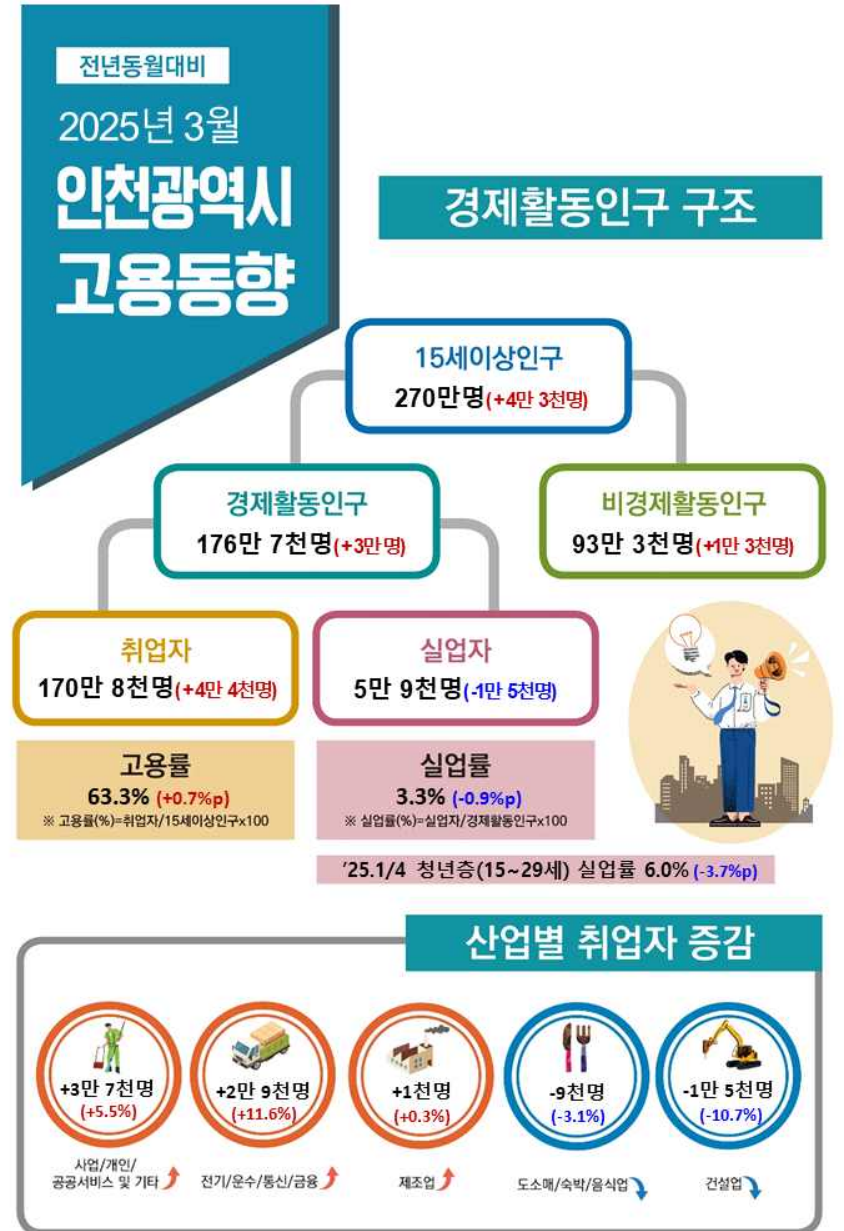 전년동월대비
2025년 3월
인천광역시
고용동향
경제활동인구 구조
15세이상인구
270만명(+4만 3천명)
경제활동인구
176만 7천명(+3만명)
비경제활동인구
93만 3천명(+1만 3천명)
취업자
170만 8천명(+4만 4천명)
실업자
5만 9천명(-1만 5천명)
고용률
63.3% (+0.7%p)
※ 고용률(%)=취업자/15세이상인구x100
실업률
3.3% (-0.9%p)
※ 실업률(%)=실업자/경제활동인구x100
'25.1/4 청년층(15~29세) 실업률 6.0% (-3.7%p)
산업별 취업자 증감
+3만 7천명
(+5.5%)
사업/개인/
공공서비스 및 기타
+2만 9천명
(+11.6%)
전기/운수/통신/금융
+1천명
(+0.3%)
제조업
-9천명
(-3.1%)
도소매/숙박/음식업
-1만 5천명
(-10.7%)
건설업